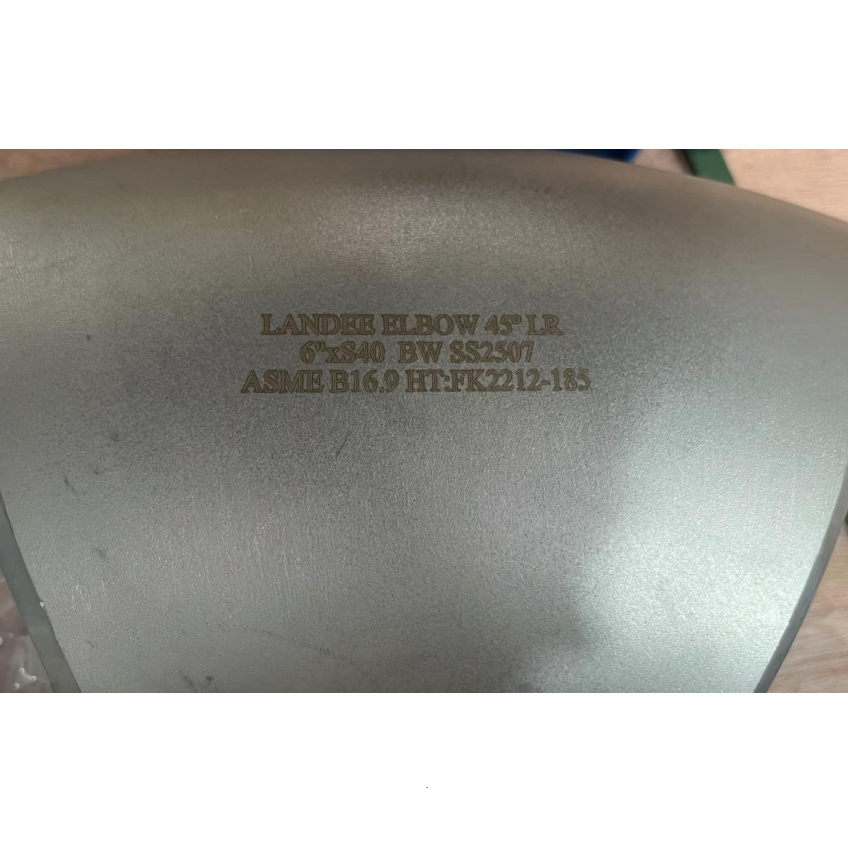 LANDEE ELBOW 45° LR
6"xS40 BW SS2507
ASME B16.9 HT:FK2212-185